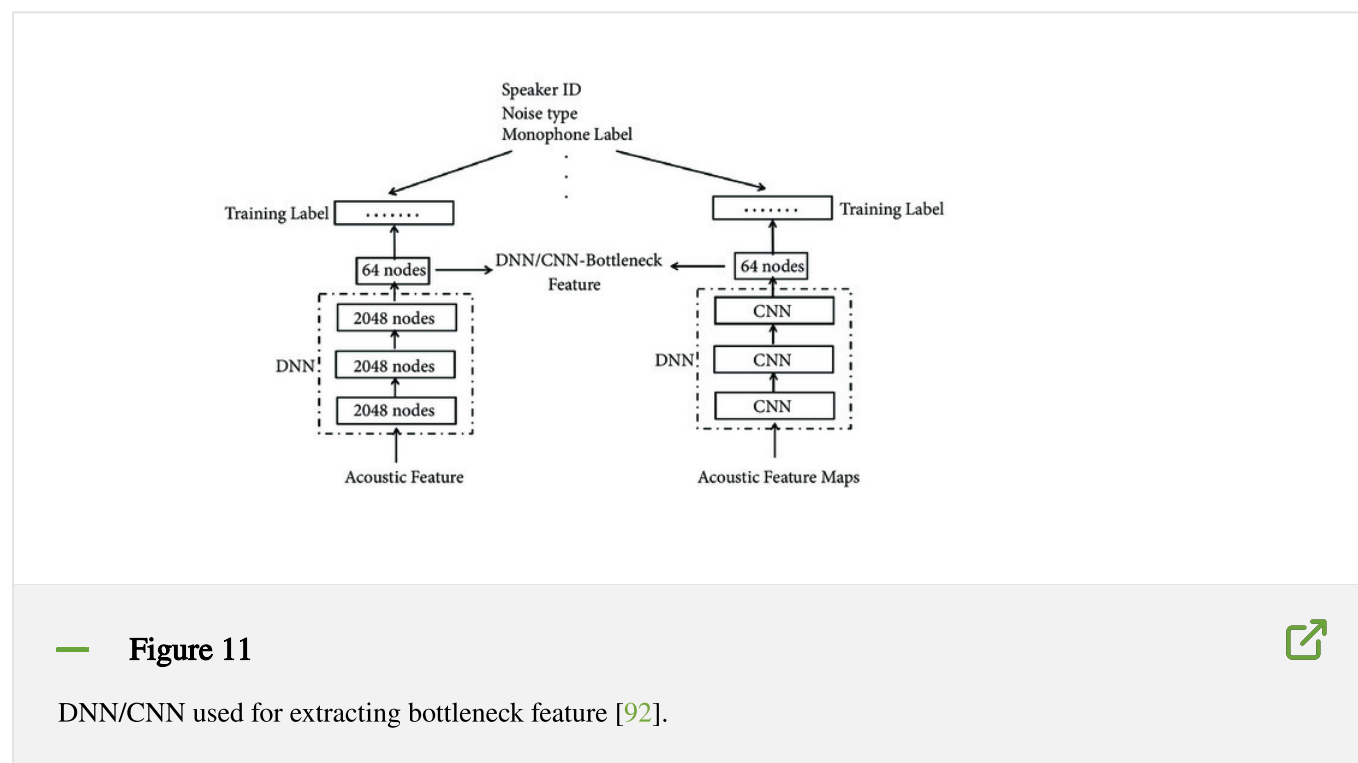 Speaker ID
Noise type
Monophone Label
.
.
.
Training Label
.......
.......
Training Label
64 nodes
DNN/CNN-Bottleneck
Feature
64 nodes
2048 nodes
CNN
DNN
2048 nodes
DNN
CNN
2048 nodes
CNN
Acoustic Feature
Acoustic Feature Maps
Figure 11
DNN/CNN used for extracting bottleneck feature [92].